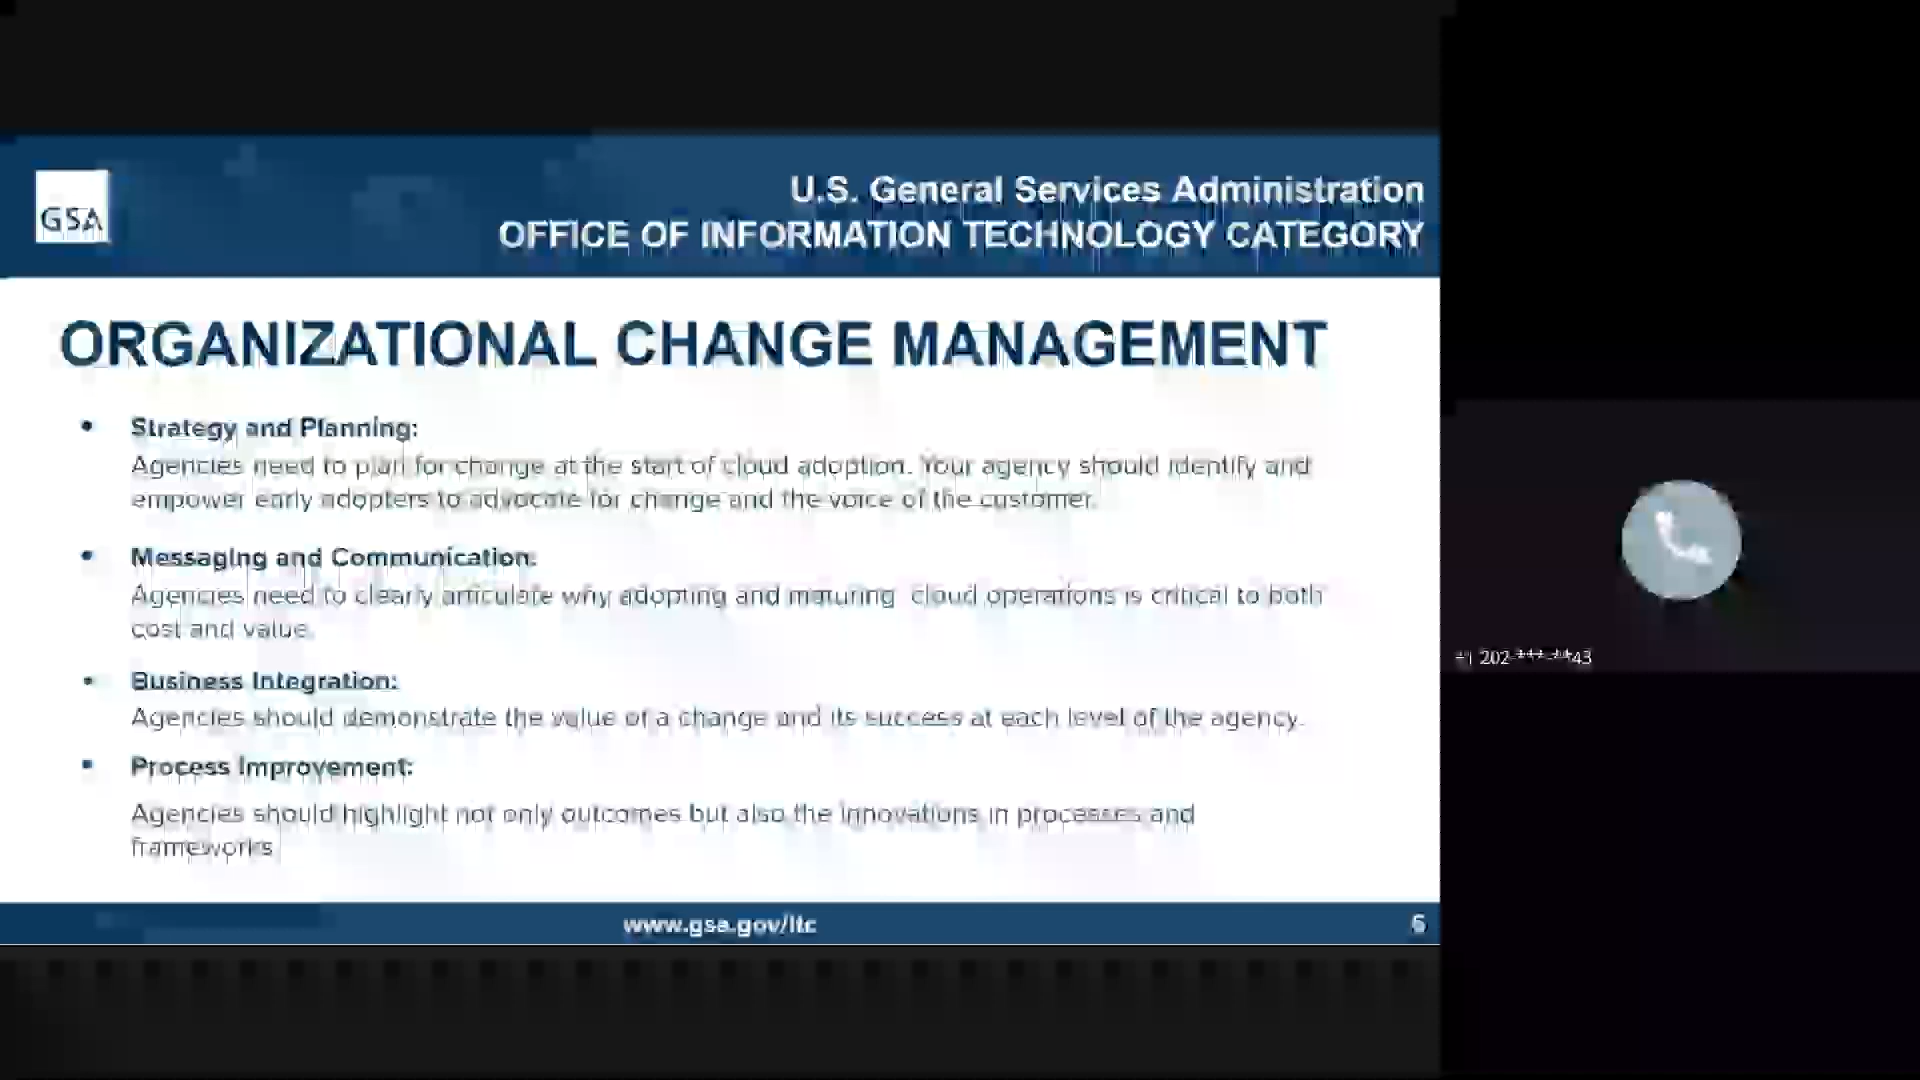 GSA
U.S. General Services Administration
OFFICE OF INFORMATION TECHNOLOGY CATEGORY
ORGANIZATIONAL CHANGE MANAGEMENT
• Strategy and Planning:
Agencies need to plan for change at the start of cloud adoption. Your agency should identify and
empower early adopters to advocate for change and the voice of the customer.
• Messaging and Communication:
Agencies need to clearly articulate why adopting and maturing cloud operations is critical to both
cost and value.
• Business Integration:
Agencies should demonstrate the value of a change and its success at each level of the agency.
• Process Improvement:
Agencies should highlight not only outcomes but also the innovations in processes and
frameworks
www.gsa.gov/itc
6
+1 202-***-**43